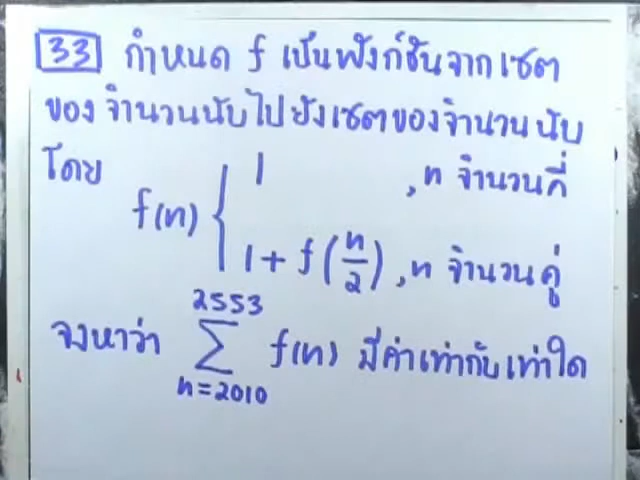 33 กำหนด f เป็นฟังก์ชันจากเซต
ของจำนวนนับไปยังเซตของจำนวนนับ
โดย
f(n) { 1 , n จำนวนคี่
1 + f(n/2) , n จำนวนคู่
จงหาว่า 2553 ∑ n=2010 f(n) มีค่าเท่ากับเท่าใด